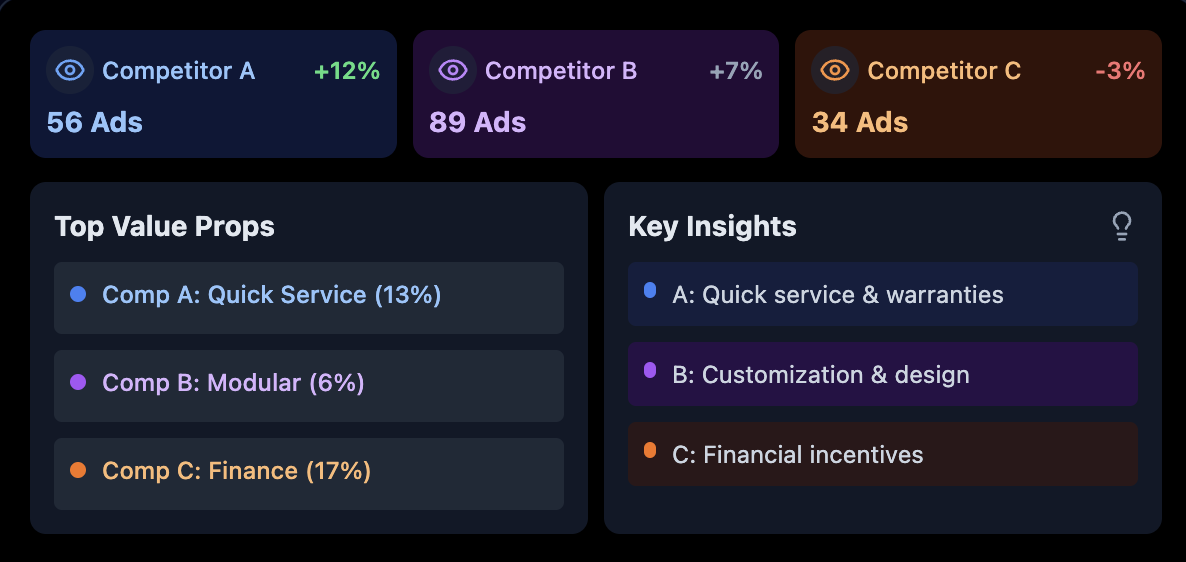 Competitor A +12%
56 Ads
Competitor B +7%
89 Ads
Competitor C -3%
34 Ads
Top Value Props
Comp A: Quick Service (13%)
Comp B: Modular (6%)
Comp C: Finance (17%)
Key Insights
A: Quick service & warranties
B: Customization & design
C: Financial incentives